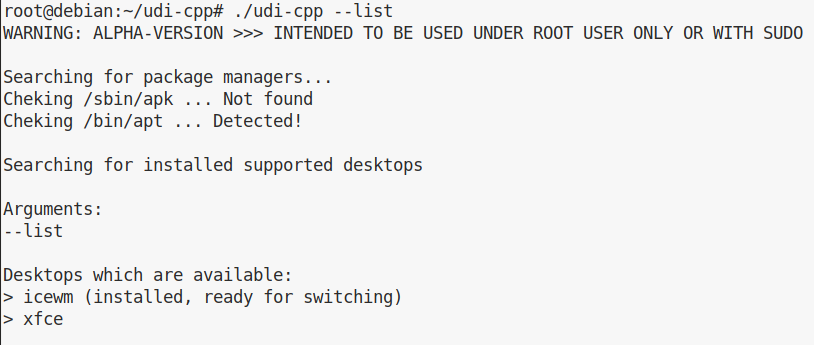 root@debian:~/udi-cpp# ./udi-cpp --list
WARNING: ALPHA-VERSION >>> INTENDED TO BE USED UNDER ROOT USER ONLY OR WITH SUDO
Searching for package managers...
Cheking /sbin/apk ... Not found
Cheking /bin/apt ... Detected!
Searching for installed supported desktops
Arguments:
--list
Desktops which are available:
> icewm (installed, ready for switching)
> xfce